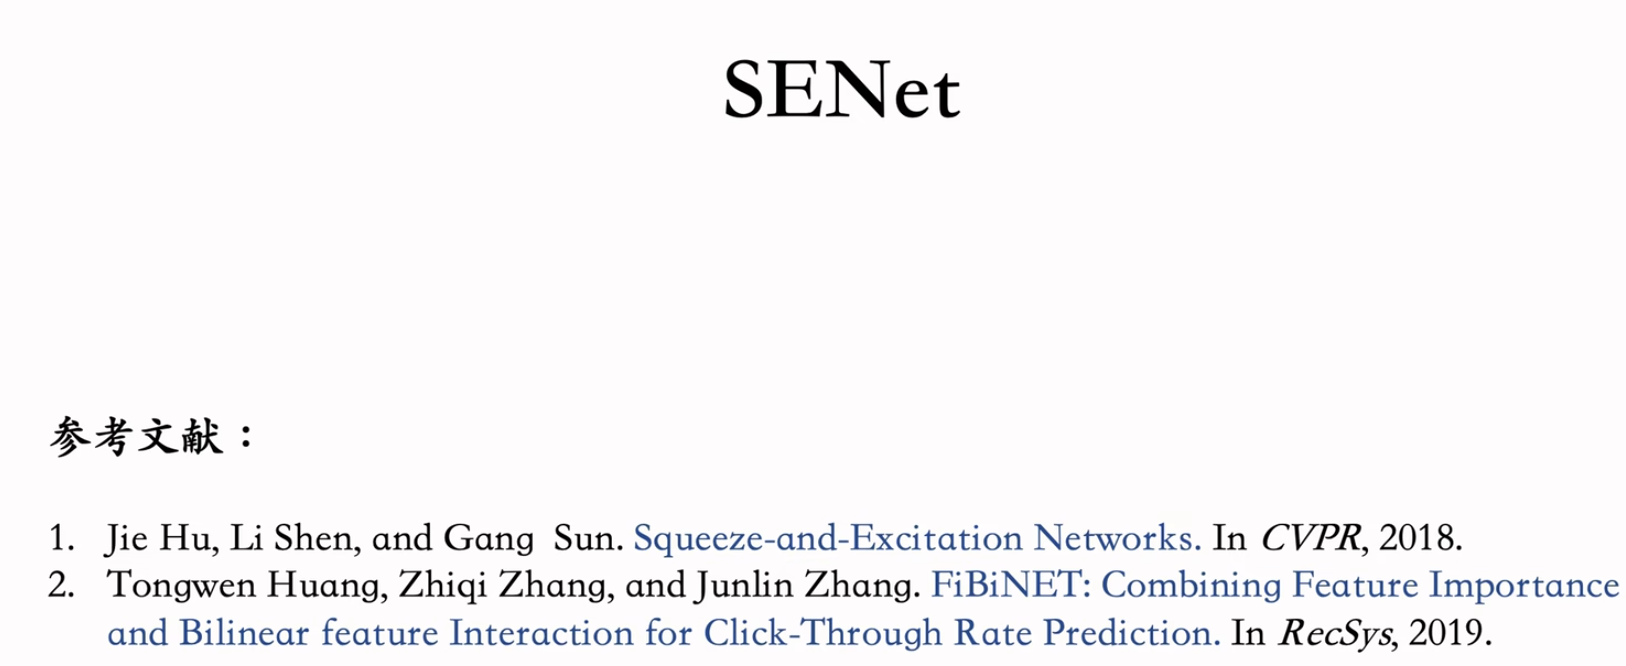 SENet
参考文献：
1. Jie Hu, Li Shen, and Gang Sun. Squeeze-and-Excitation Networks. In CVPR, 2018.
2. Tongwen Huang, Zhiqi Zhang, and Junlin Zhang. FiBiNET: Combining Feature Importance
and Bilinear feature Interaction for Click-Through Rate Prediction. In RecSys, 2019.